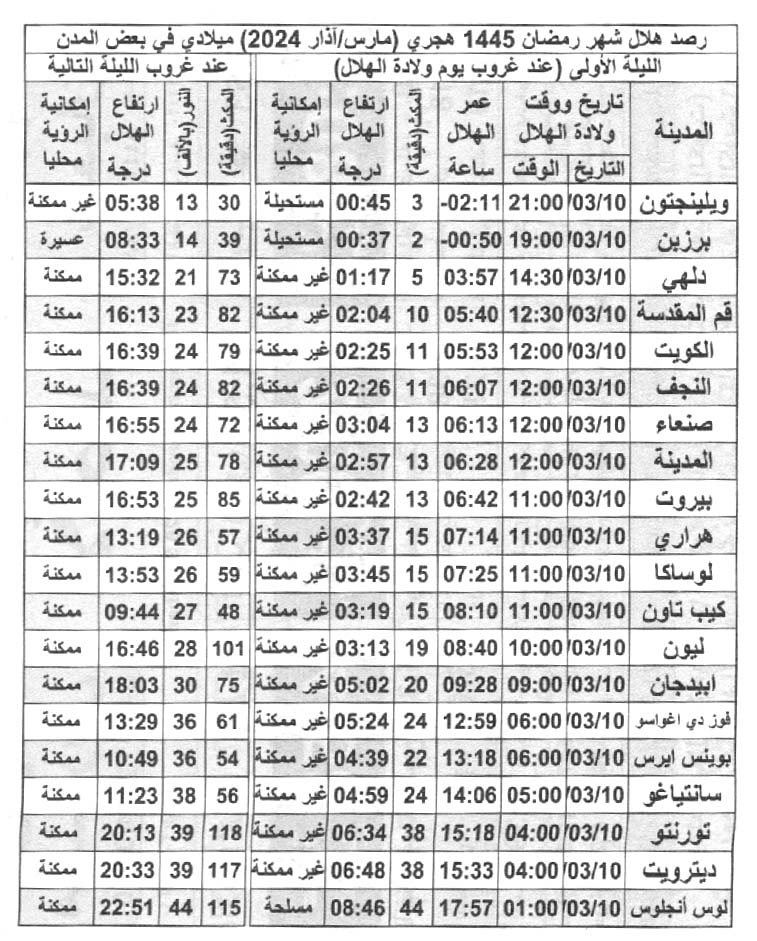 رصد هلال شهر رمضان 1445 هجري (مارس/آذار 2024) ميلادي في بعض المدن
الليلة الأولى (عند غروب يوم ولادة الهلال) عند غروب الليلة التالية
المدينة تاريخ ووقت ولادة الهلال عمر الهلال المكث(دقيقة) ارتفاع الهلال إمكانية الرؤية محليا المكث(دقيقة) النور(بالألف) ارتفاع الهلال إمكانية الرؤية محليا
التاريخ الوقت ساعة درجة درجة
ويلينجتون 03/10/ 21:00 02:11- 3 00:45 مستحيلة 30 13 05:38 غير ممكنة
برزبن 03/10/ 19:00 00:50- 2 00:37 مستحيلة 39 14 08:33 عسيرة
دلهي 03/10/ 14:30 03:57 5 01:17 غير ممكنة 73 21 15:32 ممكنة
قم المقدسة 03/10/ 12:30 05:40 10 02:04 غير ممكنة 82 23 16:13 ممكنة
الكويت 03/10/ 12:00 05:53 11 02:25 غير ممكنة 79 24 16:39 ممكنة
النجف 03/10/ 12:00 06:07 11 02:26 غير ممكنة 82 24 16:39 ممكنة
صنعاء 03/10/ 12:00 06:13 13 03:04 غير ممكنة 72 24 16:55 ممكنة
المدينة 03/10/ 12:00 06:28 13 02:57 غير ممكنة 78 25 17:09 ممكنة
بيروت 03/10/ 11:00 06:42 13 02:42 غير ممكنة 85 25 16:53 ممكنة
هراري 03/10/ 11:00 07:14 15 03:37 غير ممكنة 57 26 13:19 ممكنة
لوساكا 03/10/ 11:00 07:25 15 03:45 غير ممكنة 59 26 13:53 ممكنة
كيب تاون 03/10/ 11:00 08:10 15 03:19 غير ممكنة 48 27 09:44 ممكنة
ليون 03/10/ 10:00 08:40 19 03:13 غير ممكنة 101 28 16:46 ممكنة
ابيدجان 03/10/ 09:00 09:28 20 05:02 غير ممكنة 75 30 18:03 ممكنة
فوز دي اغواسو 03/10/ 06:00 12:59 24 05:24 غير ممكنة 61 36 13:29 ممكنة
بوينس ايرس 03/10/ 06:00 13:18 22 04:39 غير ممكنة 54 36 10:49 ممكنة
سانتياغو 03/10/ 05:00 14:06 24 04:59 غير ممكنة 56 38 11:23 ممكنة
تورنتو 03/10/ 04:00 15:18 38 06:34 غير ممكنة 118 39 20:13 ممكنة
ديترويت 03/10/ 04:00 15:33 38 06:48 غير ممكنة 117 39 20:33 ممكنة
لوس أنجلوس 03/10/ 01:00 17:57 44 08:46 مسلحة 115 44 22:51 ممكنة